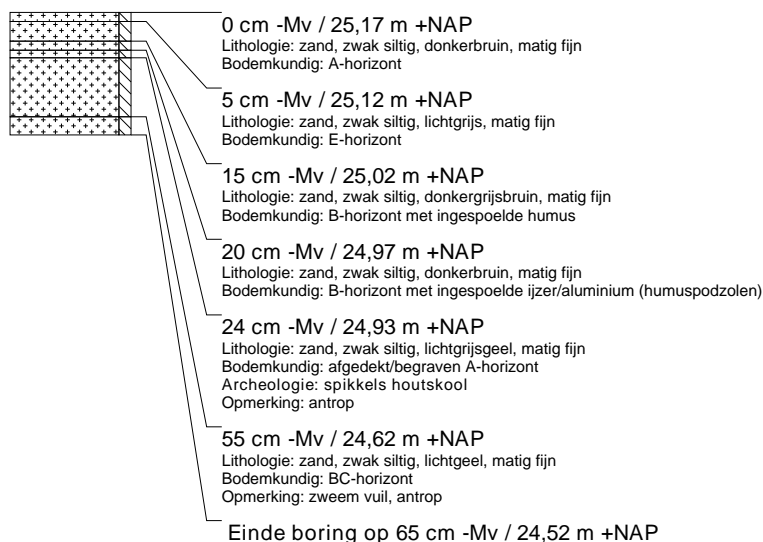 0 cm -Mv / 25,17 m +NAP
Lithologie: zand, zwak siltig, donkerbruin, matig fijn
Bodemkundig: A-horizont
5 cm -Mv / 25,12 m +NAP
Lithologie: zand, zwak siltig, lichtgrijs, matig fijn
Bodemkundig: E-horizont
15 cm -Mv / 25,02 m +NAP
Lithologie: zand, zwak siltig, donkergrijsbruin, matig fijn
Bodemkundig: B-horizont met ingespoelde humus
20 cm -Mv / 24,97 m +NAP
Lithologie: zand, zwak siltig, donkerbruin, matig fijn
Bodemkundig: B-horizont met ingespoelde ijzer/aluminium (humuspodzolen)
24 cm -Mv / 24,93 m +NAP
Lithologie: zand, zwak siltig, lichtgrijsgeel, matig fijn
Bodemkundig: afgedekt/begraven A-horizont
Archeologie: spikkels houtskool
Opmerking: antrop
55 cm -Mv / 24,62 m +NAP
Lithologie: zand, zwak siltig, lichtgeel, matig fijn
Bodemkundig: BC-horizont
Opmerking: zweem vuil, antrop
Einde boring op 65 cm -Mv / 24,52 m +NAP